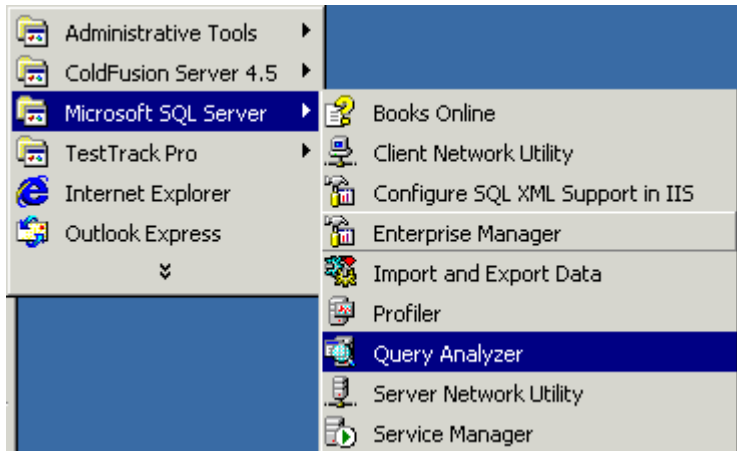 Administrative Tools
ColdFusion Server 4.5
Microsoft SQL Server
TestTrack Pro
Internet Explorer
Outlook Express
Books Online
Client Network Utility
Configure SQL XML Support in IIS
Enterprise Manager
Import and Export Data
Profiler
Query Analyzer
Server Network Utility
Service Manager